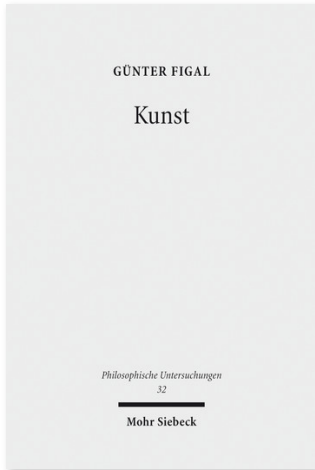 GÜNTER FIGAL
Kunst
Philosophische Untersuchungen
32
Mohr Siebeck